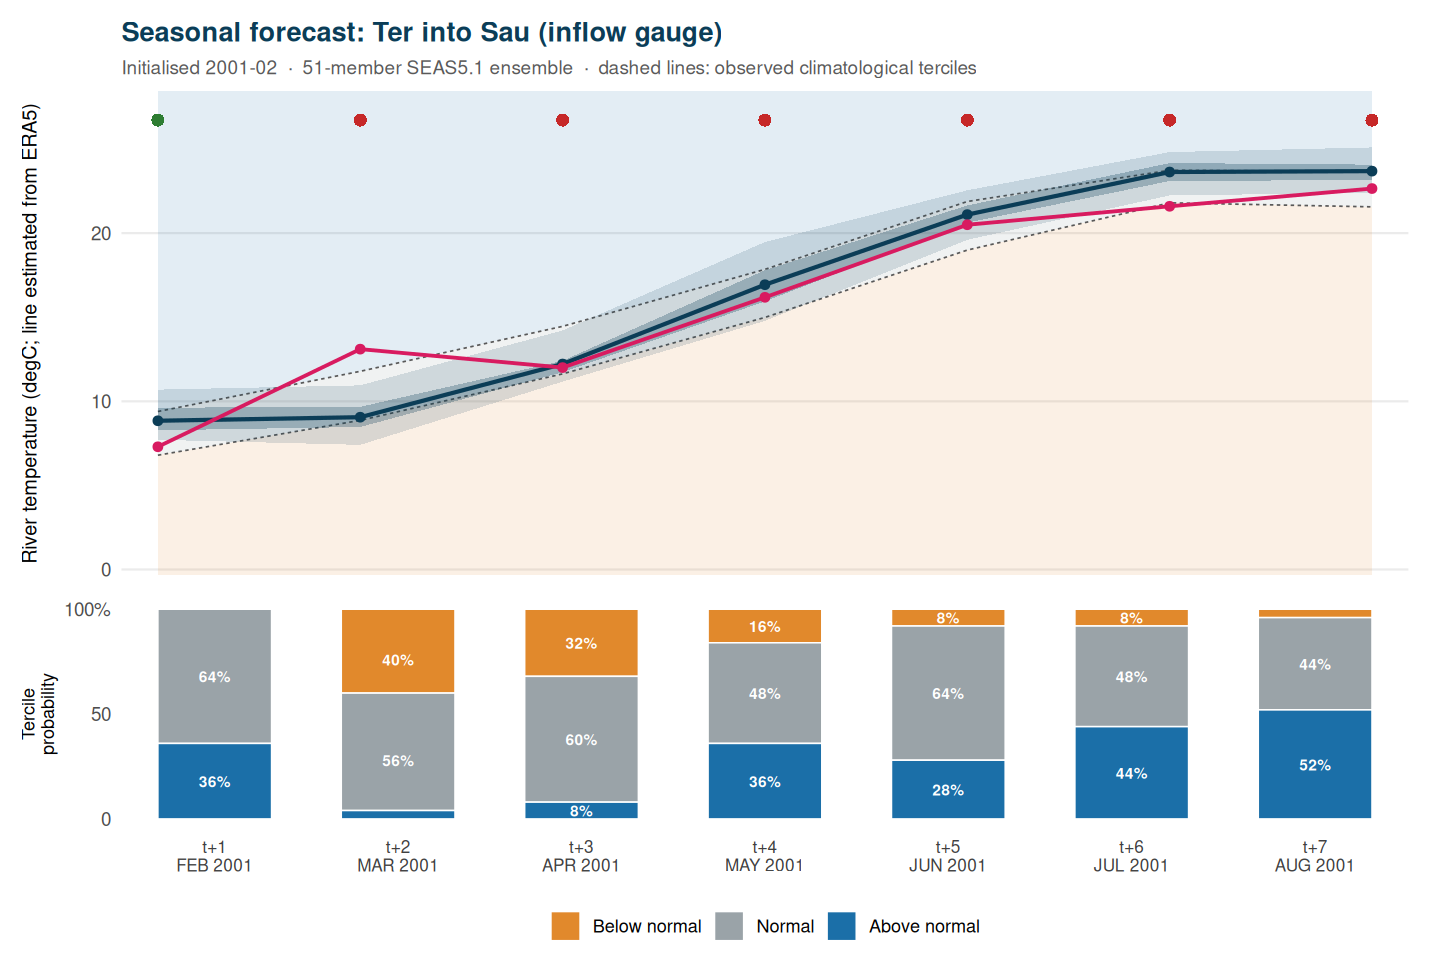 Seasonal forecast: Ter into Sau (inflow gauge)
Initialised 2001-02 · 51-member SEAS5.1 ensemble · dashed lines: observed climatological terciles
River temperature (degC; line estimated from ERA5)
20
10
0
100%
50
0
Tercile
probability
64%
36%
40%
56%
32%
60%
8%
16%
48%
36%
8%
64%
28%
8%
48%
44%
44%
52%
t+1
FEB 2001
t+2
MAR 2001
t+3
APR 2001
t+4
MAY 2001
t+5
JUN 2001
t+6
JUL 2001
t+7
AUG 2001
Below normal
Normal
Above normal